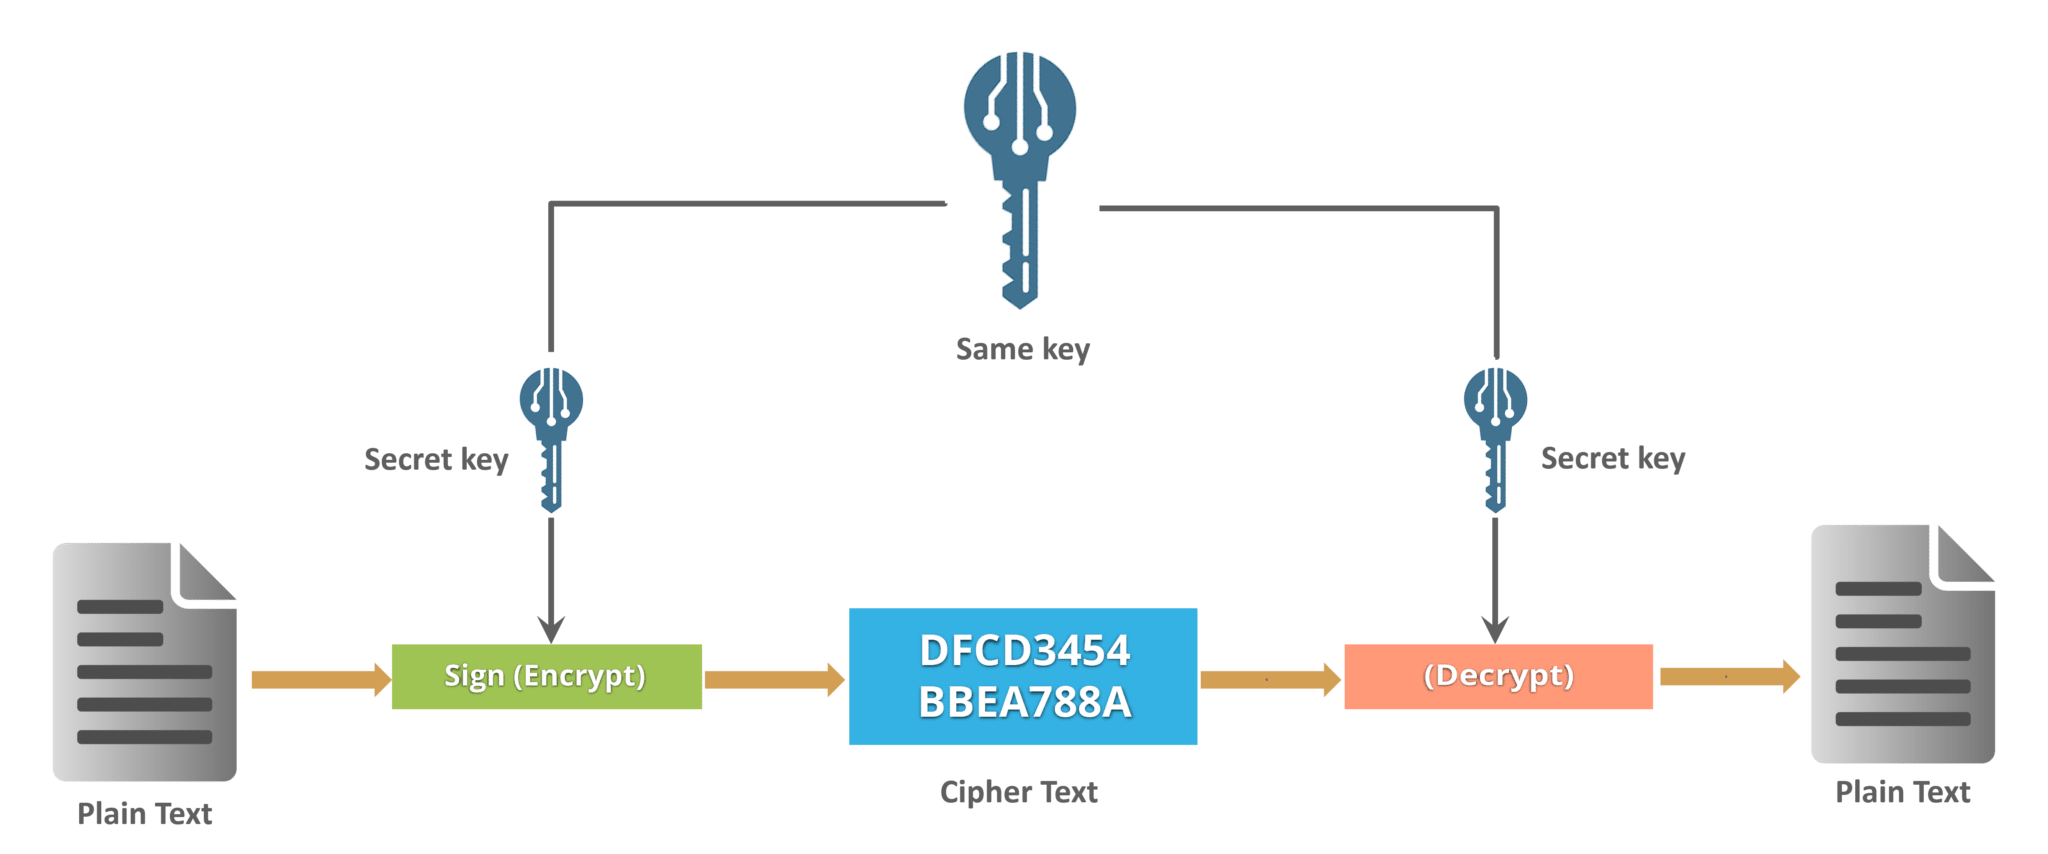 Same key
Secret key
Secret key
Sign (Encrypt)
DFCD3454
BBEA788A
(Decrypt)
Plain Text
Cipher Text
Plain Text